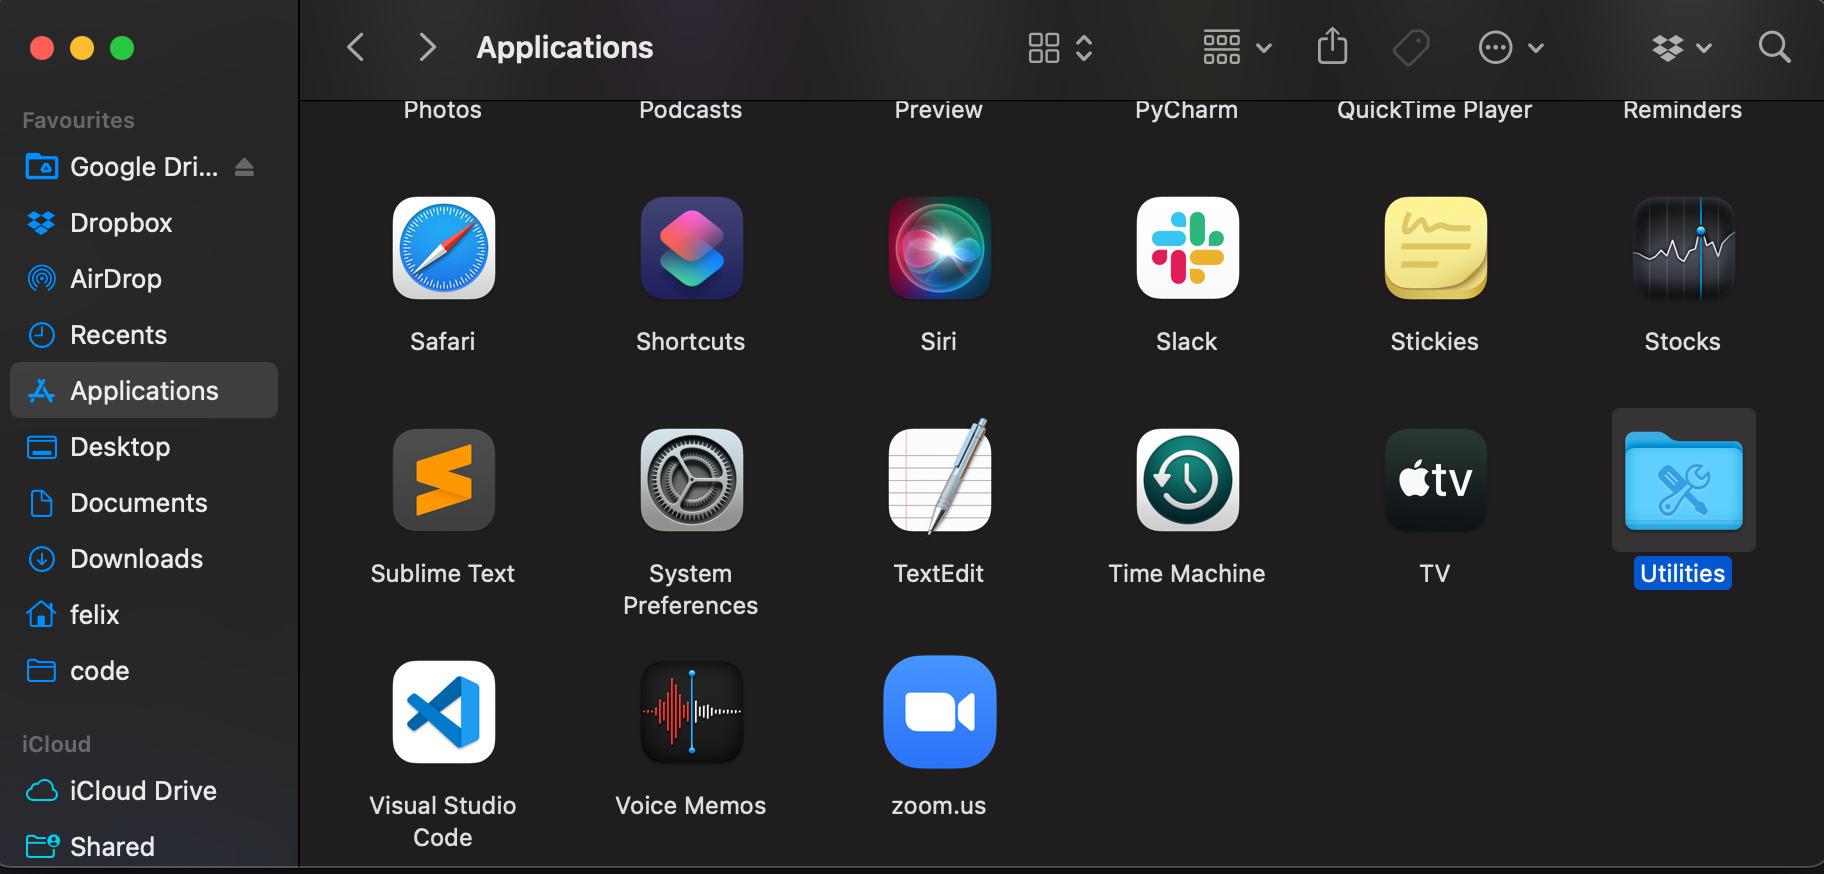 Applications
Favourites
Google Dri...
Dropbox
AirDrop
Recents
Applications
Desktop
Documents
Downloads
felix
code
iCloud
iCloud Drive
Shared
Photos
Podcasts
Preview
PyCharm
QuickTime Player
Reminders
Safari
Shortcuts
Siri
Slack
Stickies
Stocks
Sublime Text
System
Preferences
TextEdit
Time Machine
tv
TV
Utilities
Visual Studio
Code
Voice Memos
zoom.us